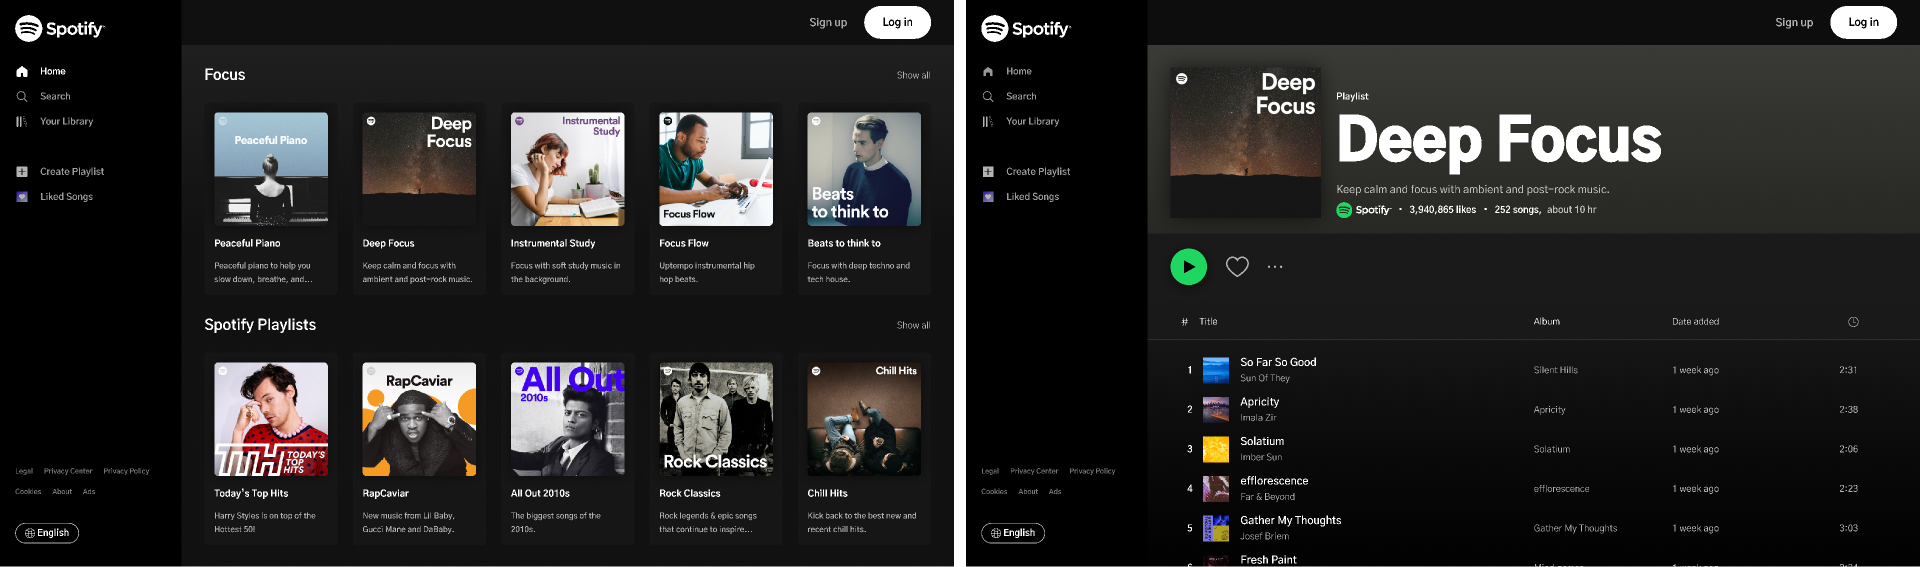 Spotify
Sign up
Log in
Home
Search
Your Library
Create Playlist
Liked Songs
Legal Privacy Center Privacy Policy
Cookies About Ads
English
Focus
Show all
Peaceful Piano
Deep
Focus
Instrumental
Study
Focus Flow
Beats
to think to
Peaceful Piano
Peaceful piano to help you
slow down, breathe, and...
Deep Focus
Keep calm and focus with
ambient and post-rock music.
Instrumental Study
Focus with soft study music in
the background.
Focus Flow
Uptempo instrumental hip
hop beats.
Beats to think to
Focus with deep techno and
tech house.
Spotify Playlists
Show all
TTH TODAY'S
TOP
HITS
RapCaviar
All Out
2010s
Rock Classics
Chill Hits
Today's Top Hits
Harry Styles is on top of the
Hottest 50!
RapCaviar
New music from Lil Baby,
Gucci Mane and DaBaby.
All Out 2010s
The biggest songs of the
2010s.
Rock Classics
Rock legends & epic songs
that continue to inspire...
Chill Hits
Kick back to the best new and
recent chill hits.
Spotify
Sign up
Log in
Home
Search
Your Library
Create Playlist
Liked Songs
Legal Privacy Center Privacy Policy
Cookies About Ads
English
Deep
Focus
Playlist
Deep Focus
Keep calm and focus with ambient and post-rock music.
Spotify • 3,940,865 likes • 252 songs, about 10 hr
# Title Album Date added
1 So Far So Good Silent Hills 1 week ago 2:31
Sun Of They
2 Apricity Apricity 1 week ago 2:38
Imala Zir
3 Solatium Solatium 1 week ago 2:06
Imber Sun
4 efflorescence efflorescence 1 week ago 2:23
Far & Beyond
5 Gather My Thoughts Gather My Thoughts 1 week ago 3:03
Josef Briem
Fresh Paint